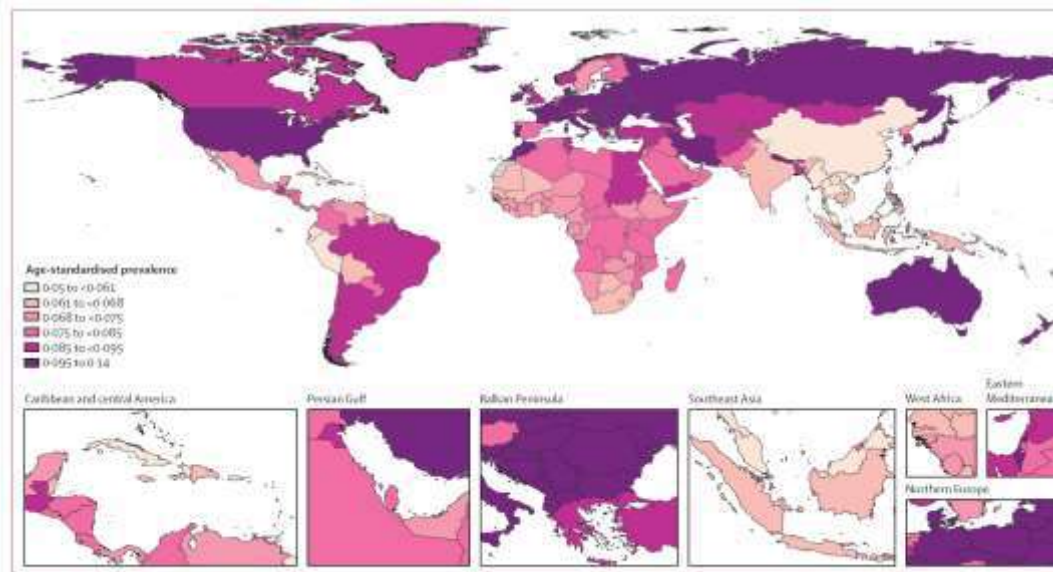 Age-standardised prevalence
0·05 to <0·061
0·061 to <0·068
0·068 to <0·075
0·075 to <0·085
0·085 to <0·095
0·095 to 0·14
Caribbean and central America
Persian Gulf
Balkan Peninsula
Southeast Asia
West Africa
Eastern
Mediterranean
Northern Europe